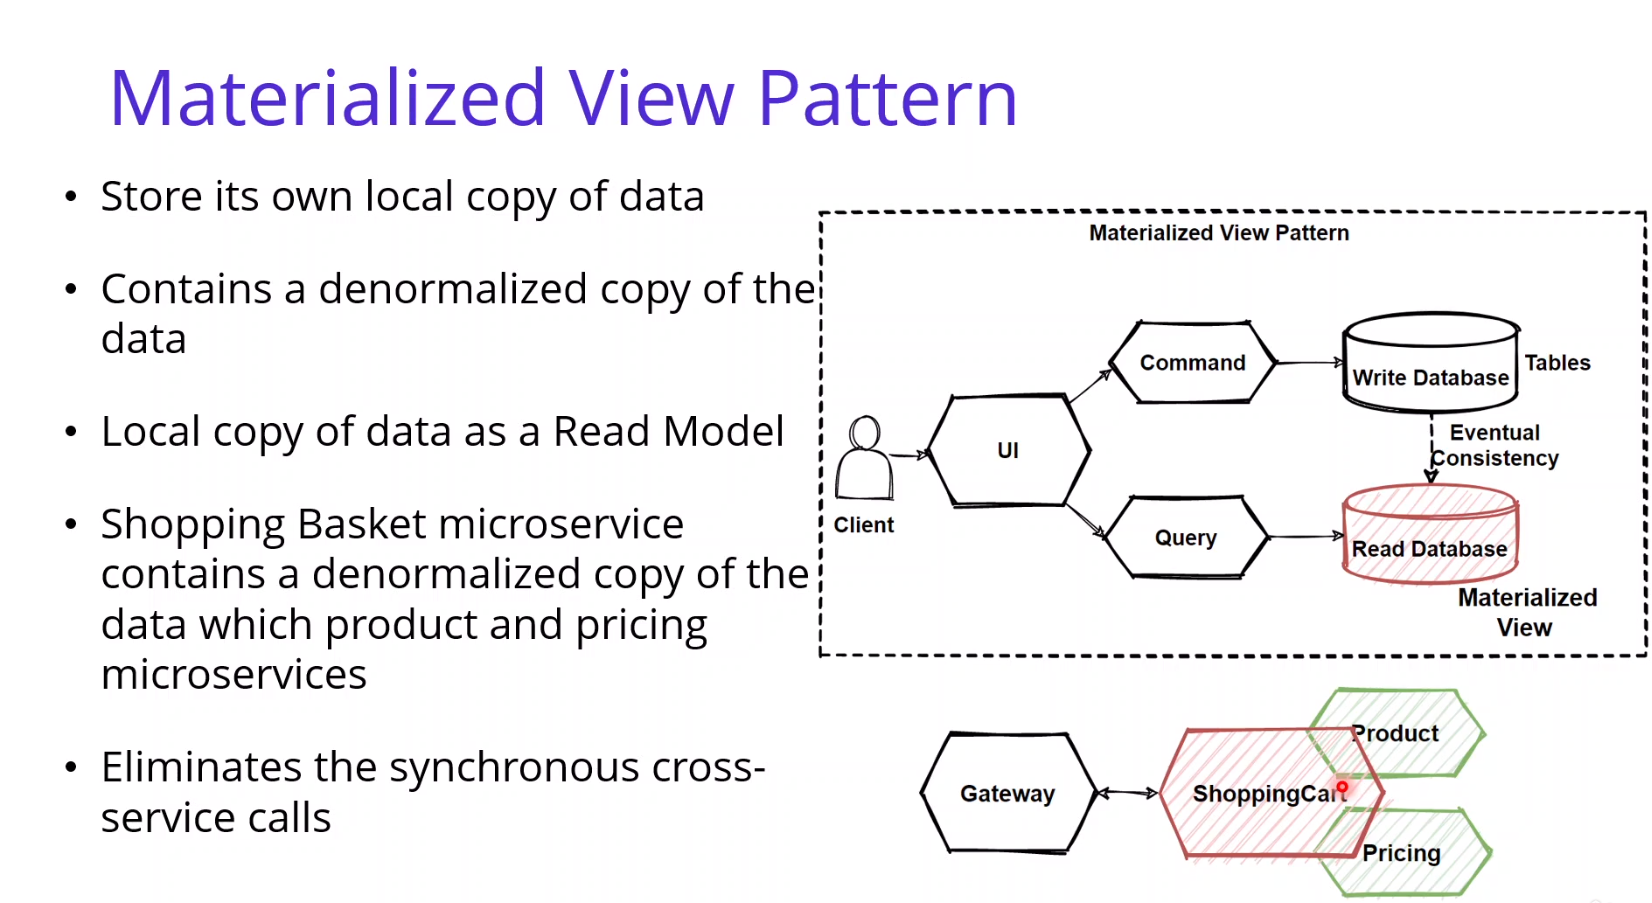 Materialized View Pattern
• Store its own local copy of data
• Contains a denormalized copy of the
data
• Local copy of data as a Read Model
• Shopping Basket microservice
contains a denormalized copy of the
data which product and pricing
microservices
• Eliminates the synchronous cross-
service calls
Materialized View Pattern
Command
Write Database
Tables
UI
Eventual
Consistency
Client
Query
Read Database
Materialized
View
Product
Gateway
ShoppingCart
Pricing